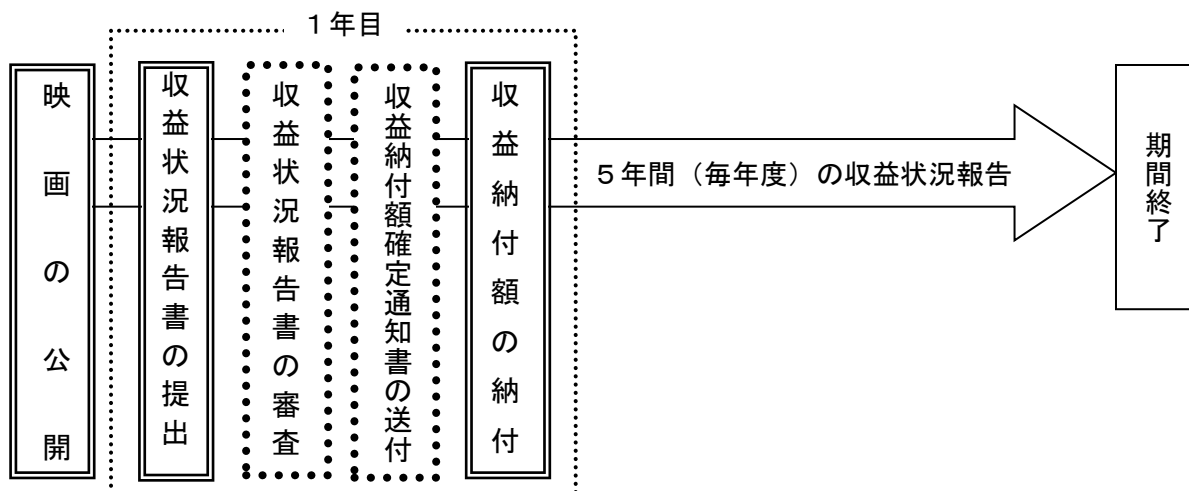 １年目
映画の公開
収益状況報告書の提出
収益状況報告書の審査
収益納付額確定通知書の送付
収益納付額の納付
５年間（毎年度）の収益状況報告
期間終了